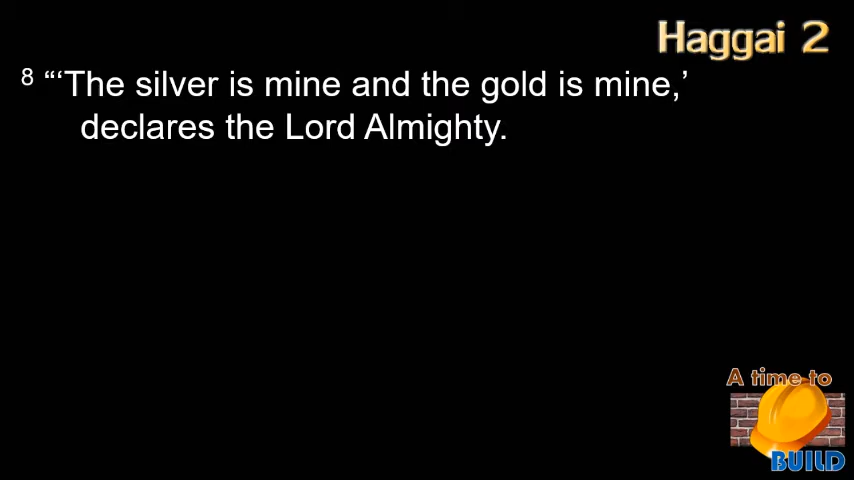 Haggai 2
8 “‘The silver is mine and the gold is mine,’
declares the Lord Almighty.
A time to
BUILD